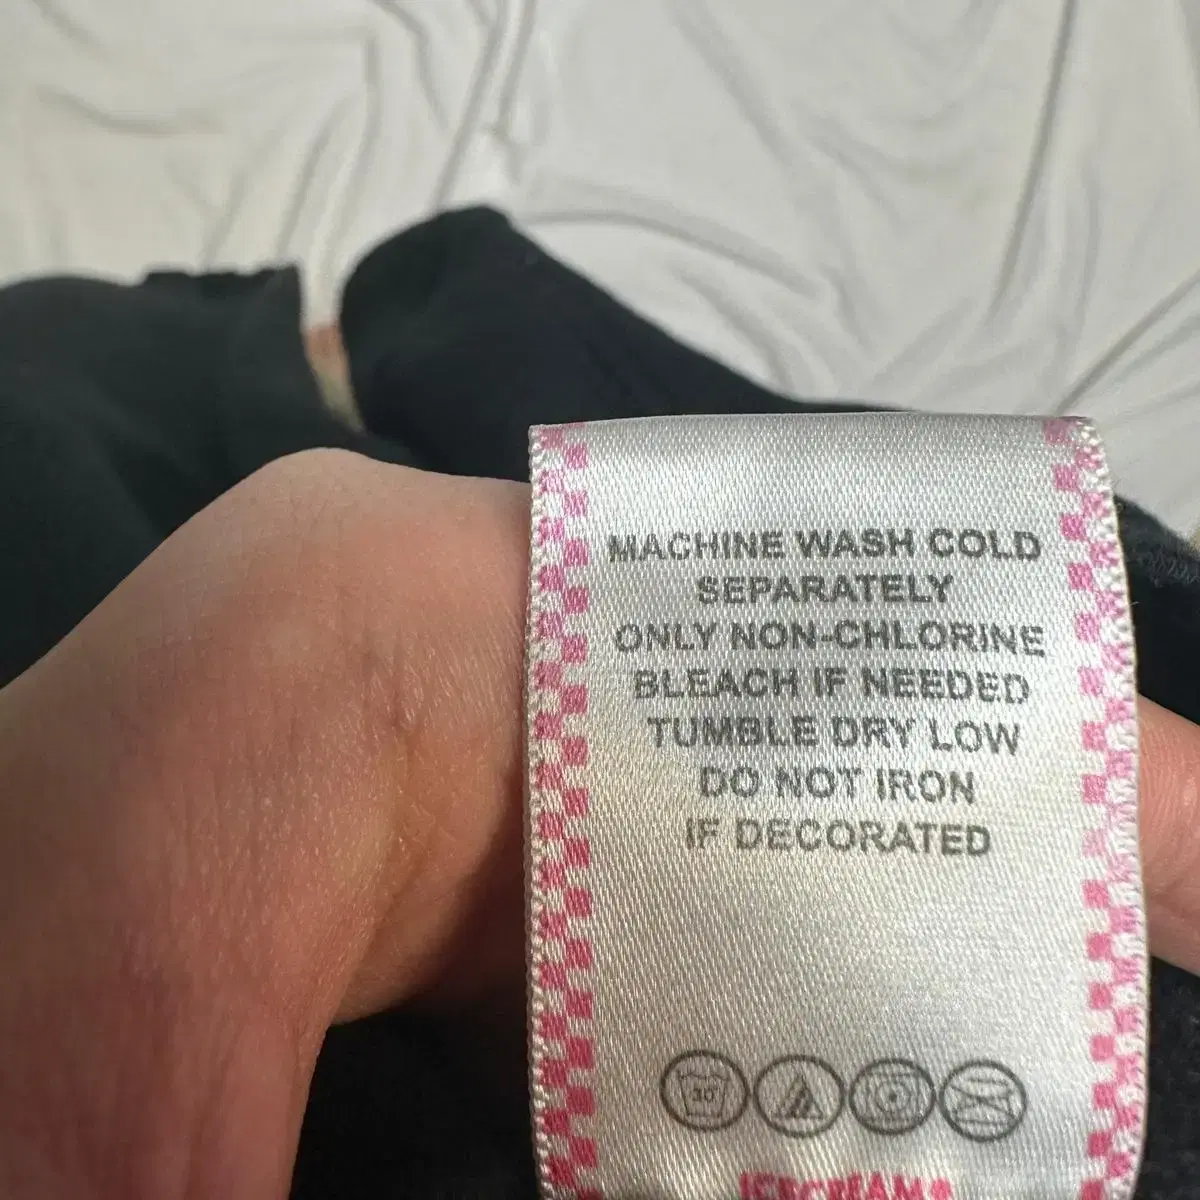 MACHINE WASH COLD
SEPARATELY
ONLY NON-CHLORINE
BLEACH IF NEEDED
TUMBLE DRY LOW
DO NOT IRON
IF DECORATED
30
ICECREAM &